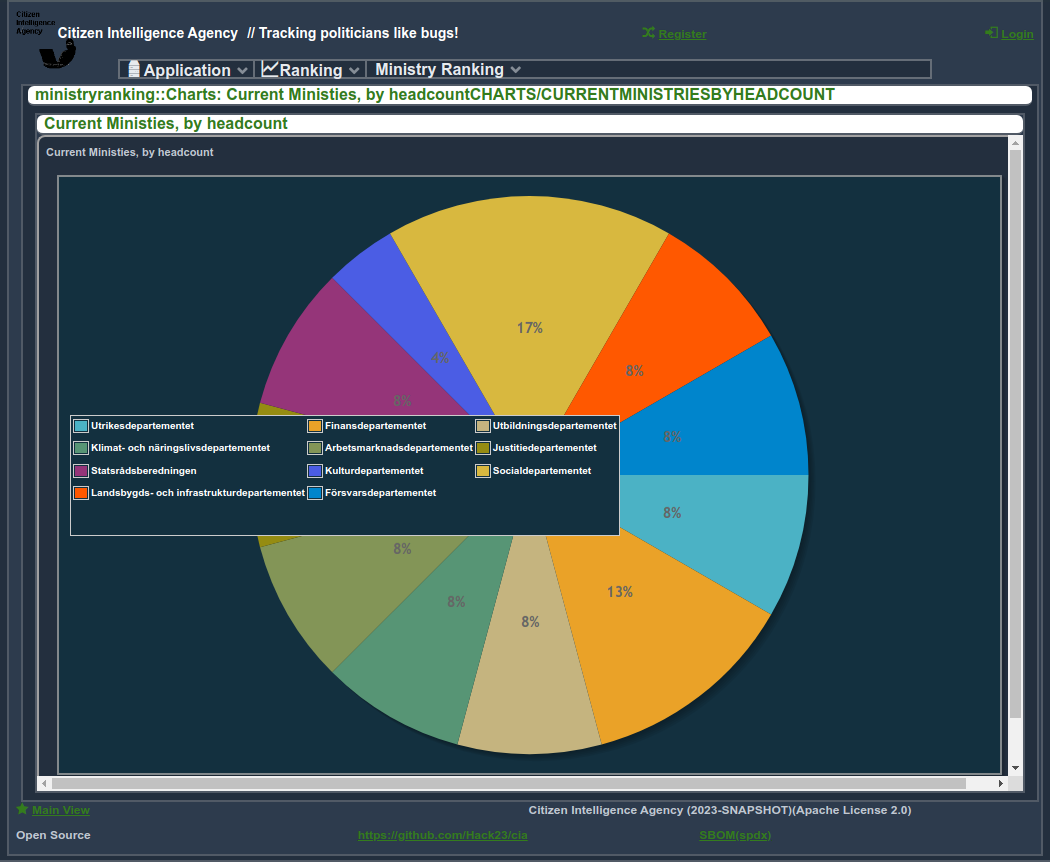 Citizen
Intelligence
Agency
Citizen Intelligence Agency // Tracking politicians like bugs!
Register
Login
Application
Ranking
Ministry Ranking
ministryranking::Charts: Current Ministies, by headcountCHARTS/CURRENTMINISTRIESBYHEADCOUNT
Current Ministies, by headcount
Current Ministies, by headcount
17%
4%
8%
8%
8%
Utrikesdepartementet
Finansdepartementet
Utbildningsdepartementet
Klimat- och näringslivsdepartementet
Arbetsmarknadsdepartementet
Justitiedepartementet
Statsrådsberedningen
Kulturdepartementet
Socialdepartementet
Landsbygds- och infrastrukturdepartementet
Försvarsdepartementet
8%
8%
13%
8%
8%
Main View
Citizen Intelligence Agency (2023-SNAPSHOT)(Apache License 2.0)
Open Source
https://github.com/Hack23/cia
SBOM(spdx)